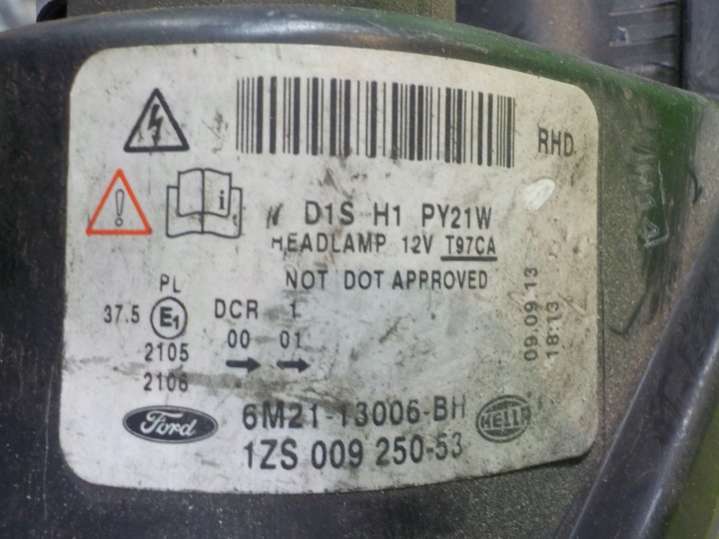 RHD
D1S H1 PY21W
HEADLAMP 12V T97CA
NOT DOT APPROVED
PL
37.5 E1 DCR 1
00 01
2105
2106
09.09.13
18:13
Ford 6M21-13006-BH HELLA
1ZS 009 250-53